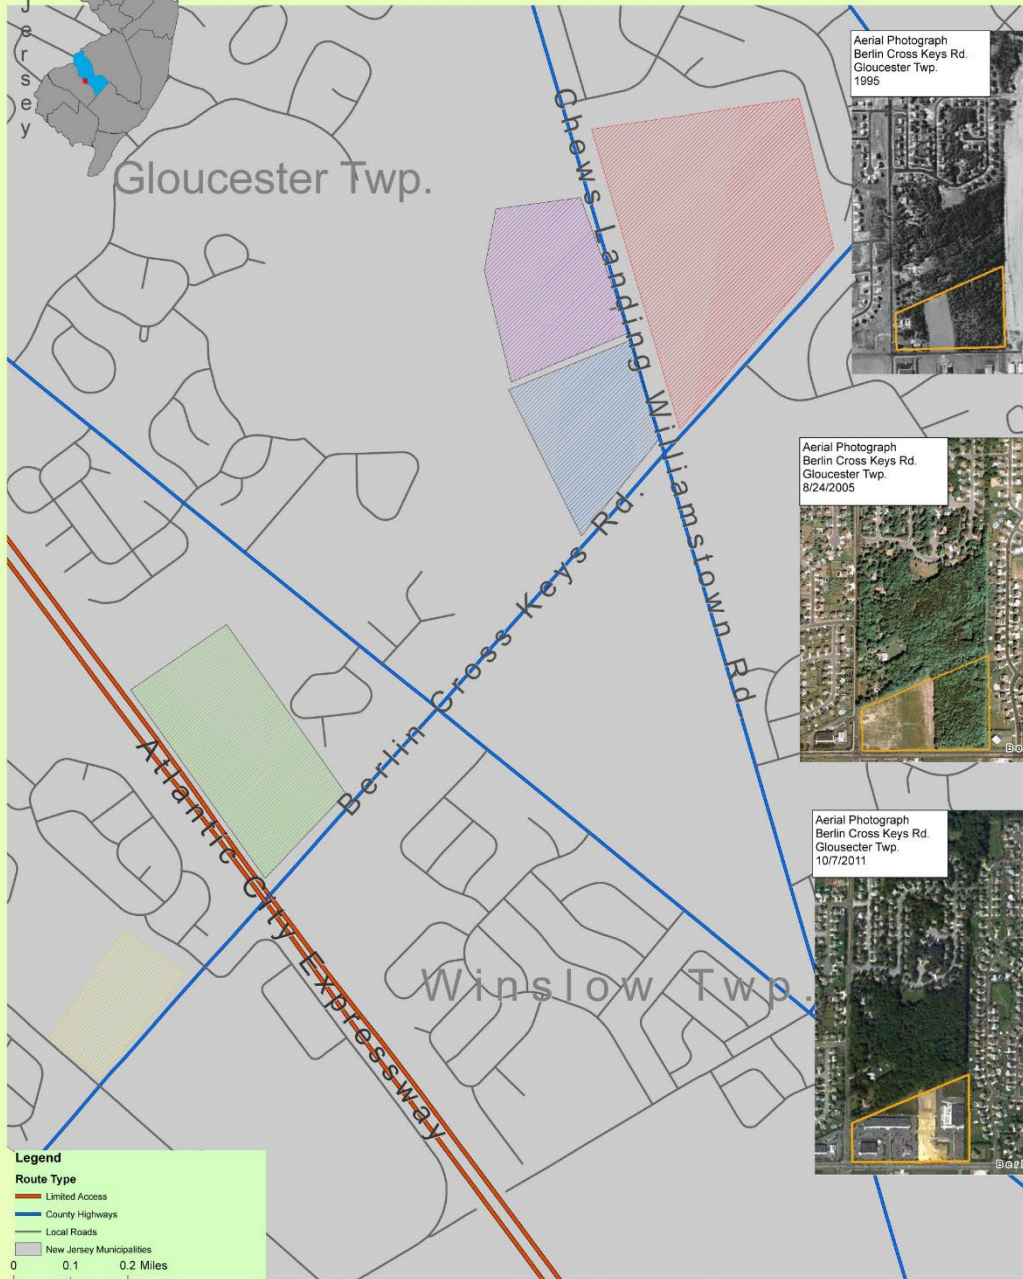 Jersey
Aerial Photograph
Berlin Cross Keys Rd.
Gloucester Twp.
1995
Chews Landing Williamstown Rd
Gloucester Twp.
Aerial Photograph
Berlin Cross Keys Rd.
Gloucester Twp.
8/24/2005
Berlin Cross Keys Rd.
Atlantic City Expressway
Aerial Photograph
Berlin Cross Keys Rd.
Glousecter Twp.
10/7/2011
Winslow Twp.
Legend
Route Type
Limited Access
County Highways
Local Roads
New Jersey Municipalities
0 0.1 0.2 Miles